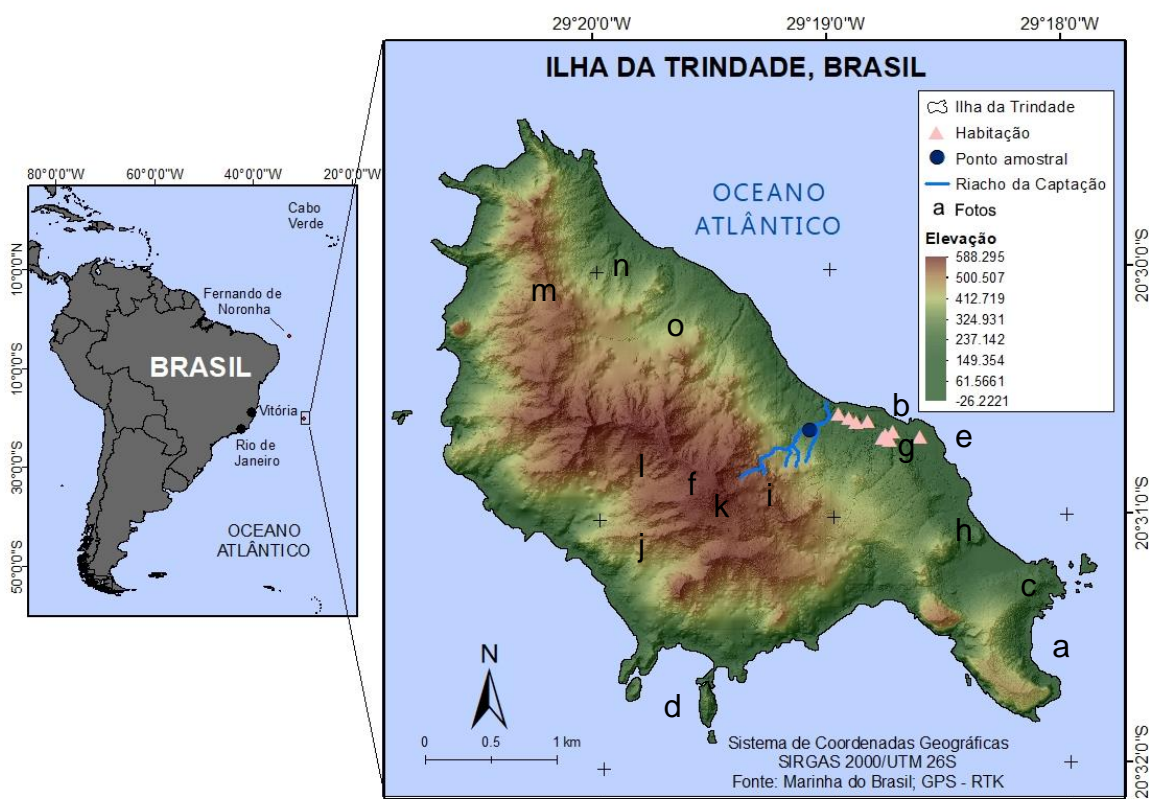 29°20'0"W
29°19'0"W
29°18'0"W
ILHA DA TRINDADE, BRASIL
Ilha da Trindade
Habitação
Ponto amostral
Riacho da Captação
a Fotos
Elevação
588.295
500.507
412.719
324.931
237.142
149.354
61.5661
-26.2221
OCEANO
ATLÂNTICO
80°0'0"W
60°0'0"W
40°0'0"W
20°0'0"W
Cabo
Verde
10°0'0"N
Fernando de
Noronha
10°0'0"S
BRASIL
Vitória
Rio de
Janeiro
30°0'0"S
OCEANO
ATLÂNTICO
50°0'0"S
n
m
o
b
e
g
l
f
k
i
j
h
c
a
d
20°30'0"S
20°31'0"S
20°32'0"S
N
0 0.5 1 km
Sistema de Coordenadas Geográficas
SIRGAS 2000/UTM 26S
Fonte: Marinha do Brasil; GPS - RTK